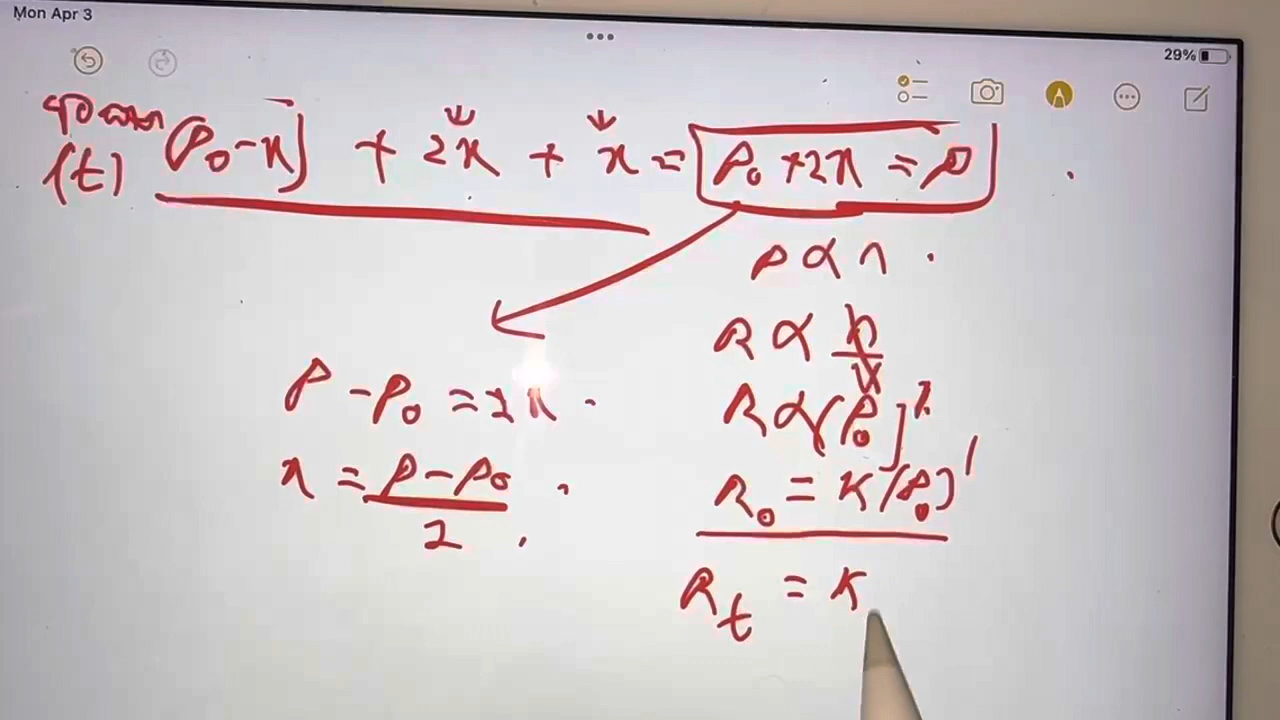 Mon Apr 3
29%
(t) (P₀-x) + 2x + x = P₀+2x = P
P ∝ n .
R ∝ n/V
P - P₀ = 2x .
R ∝ (P₀)¹
x = P-P₀/2 .
R₀ = K(P₀)¹
Rt = K